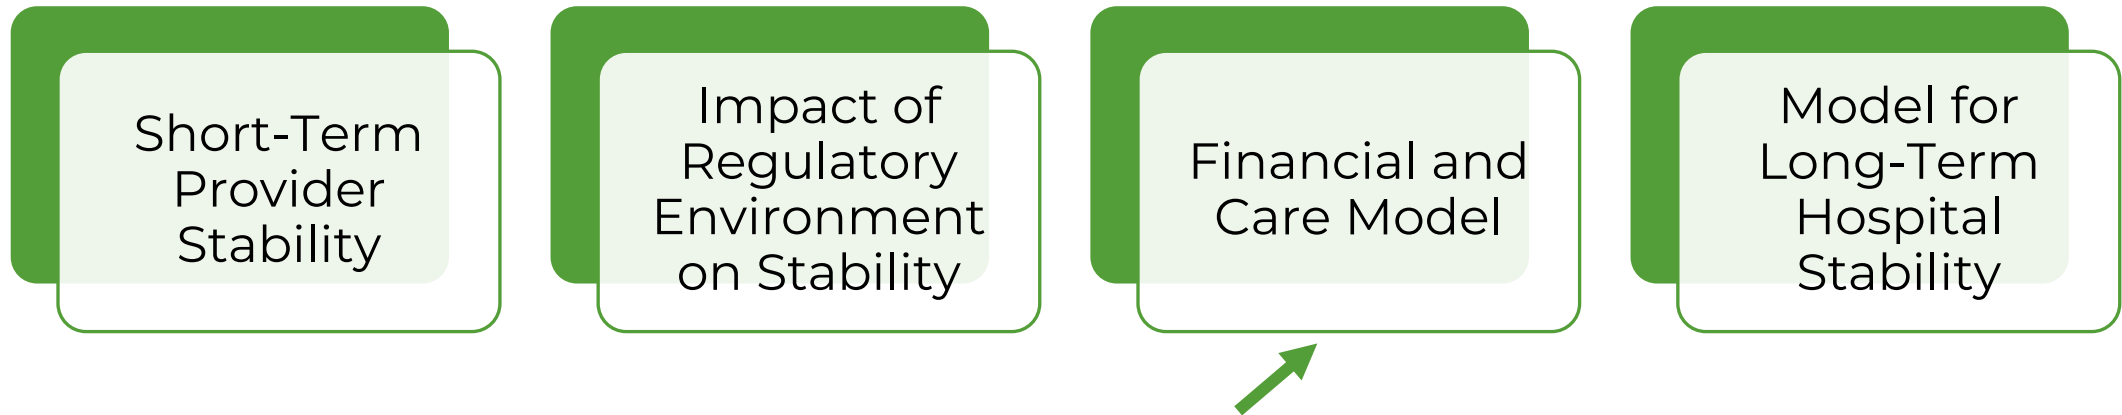 Short-Term
Provider
Stability
Impact of
Regulatory
Environment
on Stability
Financial and
Care Model
Model for
Long-Term
Hospital
Stability